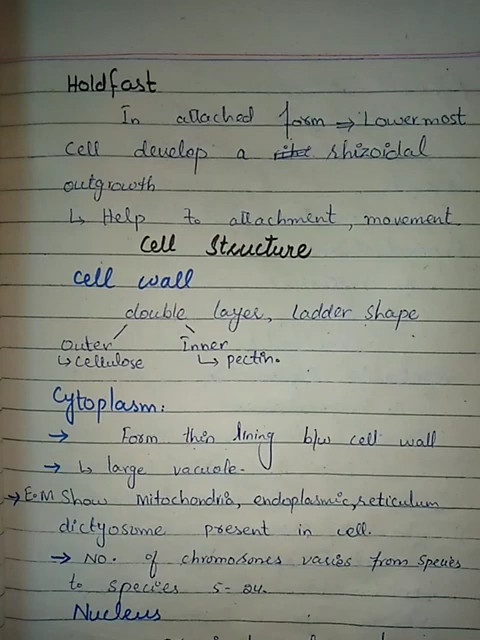 Holdfast
In attached form ⇒ Lowermost
cell develop a rhizoidal
outgrowth
↳ Help to attachment, movement
Cell Structure
Cell wall
double layer, ladder shape
Outer Inner
↳ cellulose ↳ pectin.
Cytoplasm:
→ Form thin lining b/w cell wall
→ ↳ large vacuole.
→ E.M Show mitochondria, endoplasmic, reticulum
dictyosome present in cell.
→ No. of chromosones varies from species
to species 5-24.
Nucleus